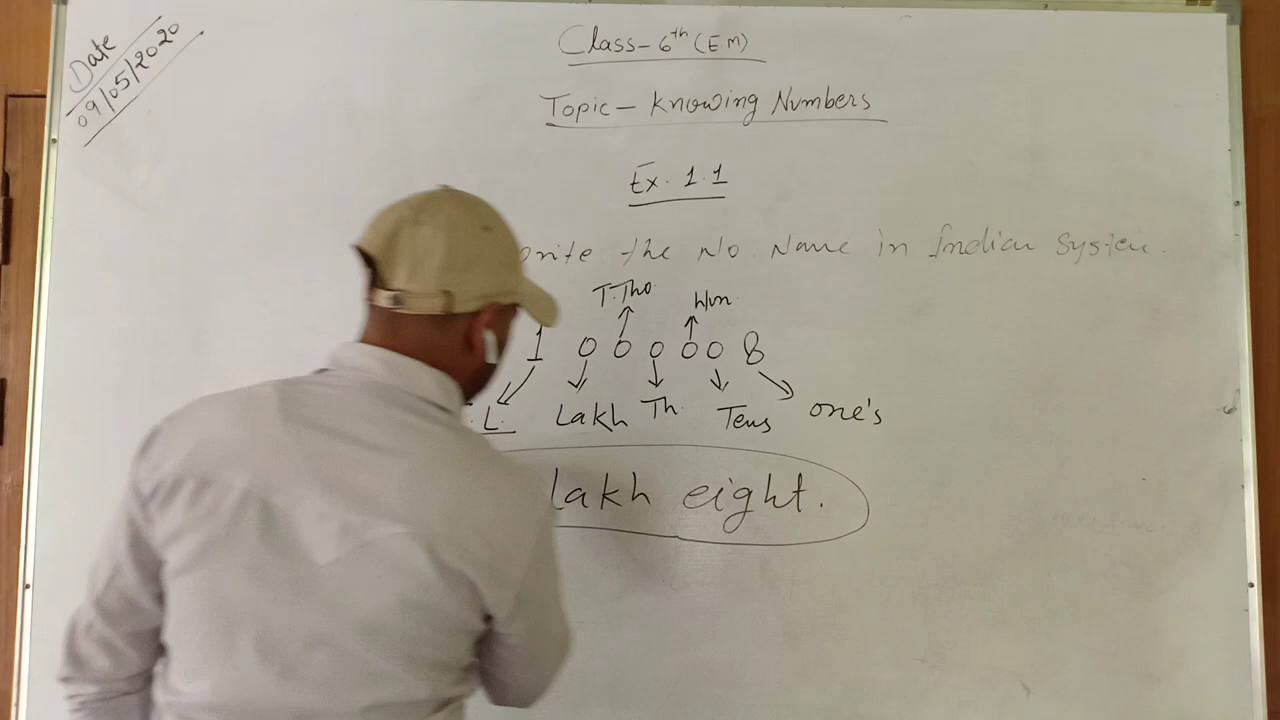 Date
09/05/2020
Class-6th (EM)
Topic - Knowing Numbers
Ex. 1.1
write the No Name in Indian System.
T.Tho Hun
1 0 0 0 0 0 8
.L. Lakh Th. Tens one's
lakh eight.